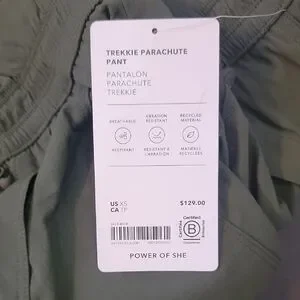 TREKKIE PARACHUTE
PANT
PANTALON
PARACHUTE
TREKKIE
BREATHABLE
ABRASION
RESISTANT
RECYCLED
MATERIAL
RESPIRANT
RÉSISTANT À
L'ABRASION
MATÉRIAUX
RECYCLÉS
US XS
CA TP
$129.00
Certified
B
Corporation
Certifiée
POWER OF SHE